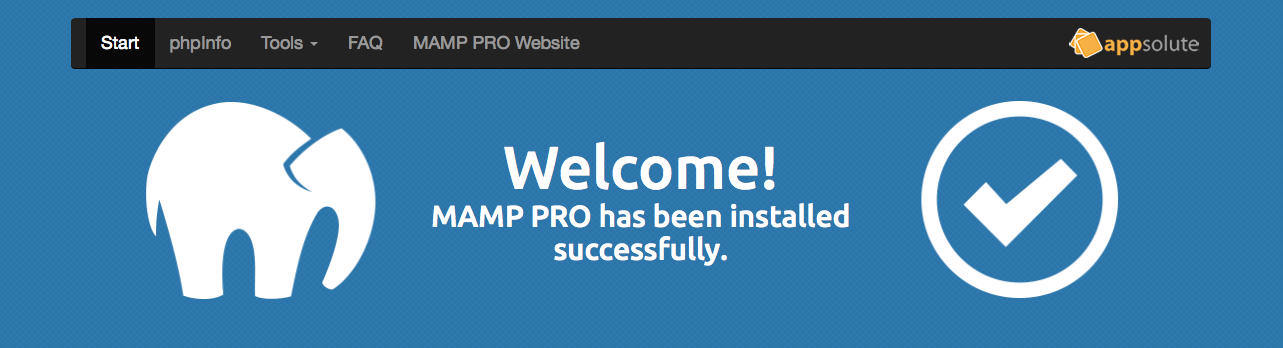 Start phpInfo Tools FAQ MAMP PRO Website appsolute
Welcome!
MAMP PRO has been installed
successfully.